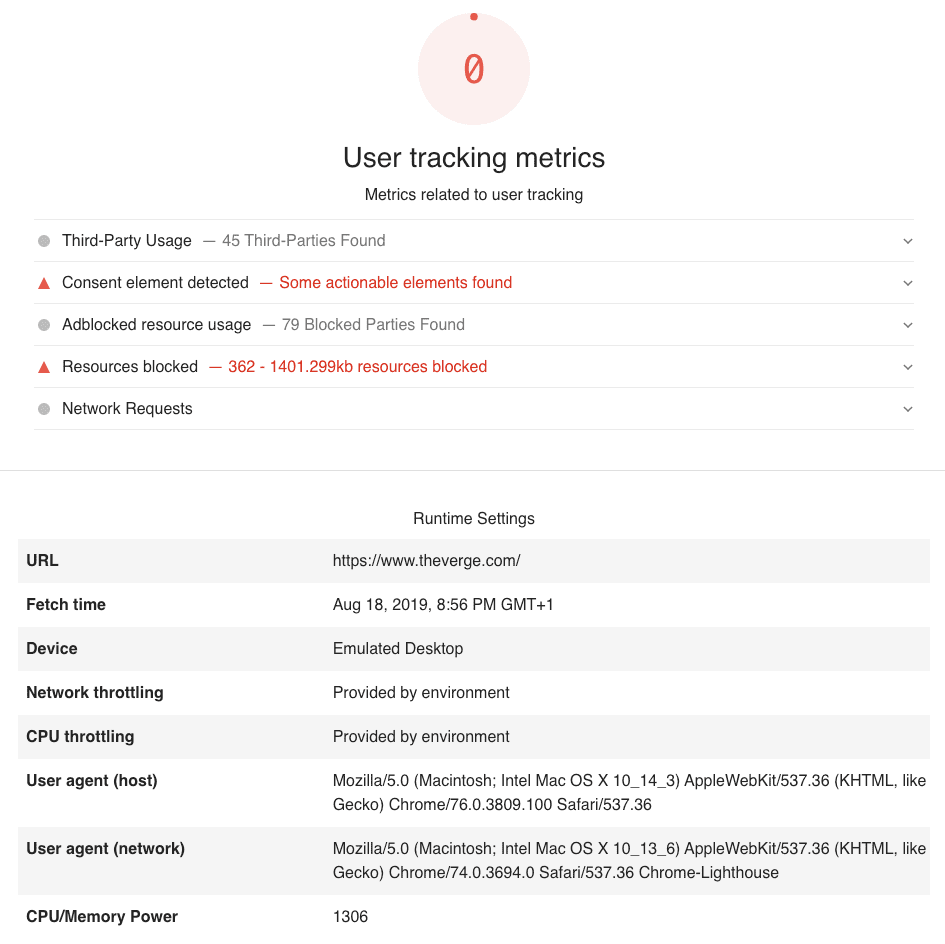 0
User tracking metrics
Metrics related to user tracking
Third-Party Usage — 45 Third-Parties Found
Consent element detected — Some actionable elements found
Adblocked resource usage — 79 Blocked Parties Found
Resources blocked — 362 - 1401.299kb resources blocked
Network Requests
Runtime Settings
URL https://www.theverge.com/
Fetch time Aug 18, 2019, 8:56 PM GMT+1
Device Emulated Desktop
Network throttling Provided by environment
CPU throttling Provided by environment
User agent (host) Mozilla/5.0 (Macintosh; Intel Mac OS X 10_14_3) AppleWebKit/537.36 (KHTML, like
Gecko) Chrome/76.0.3809.100 Safari/537.36
User agent (network) Mozilla/5.0 (Macintosh; Intel Mac OS X 10_13_6) AppleWebKit/537.36 (KHTML, like
Gecko) Chrome/74.0.3694.0 Safari/537.36 Chrome-Lighthouse
CPU/Memory Power 1306